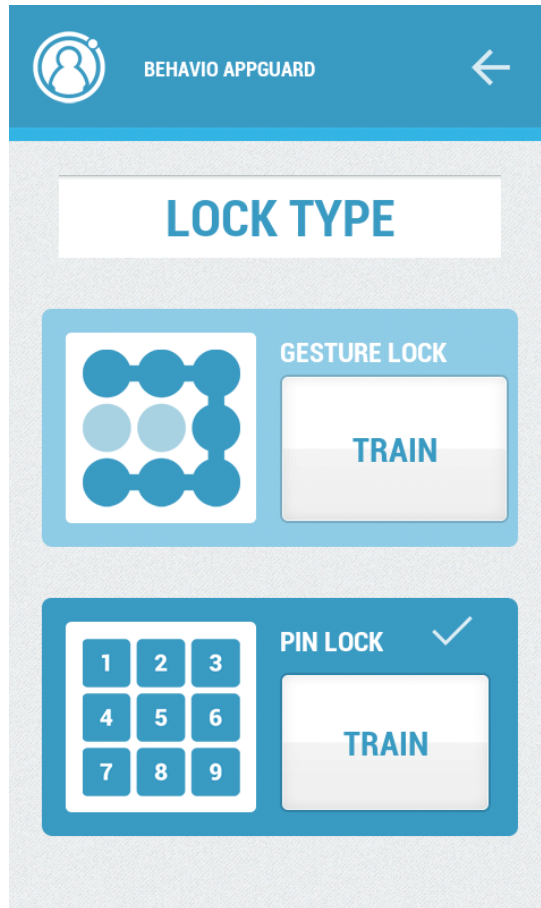 BEHAVIO APPGUARD
LOCK TYPE
GESTURE LOCK
TRAIN
PIN LOCK
1 2 3
4 5 6
7 8 9
TRAIN